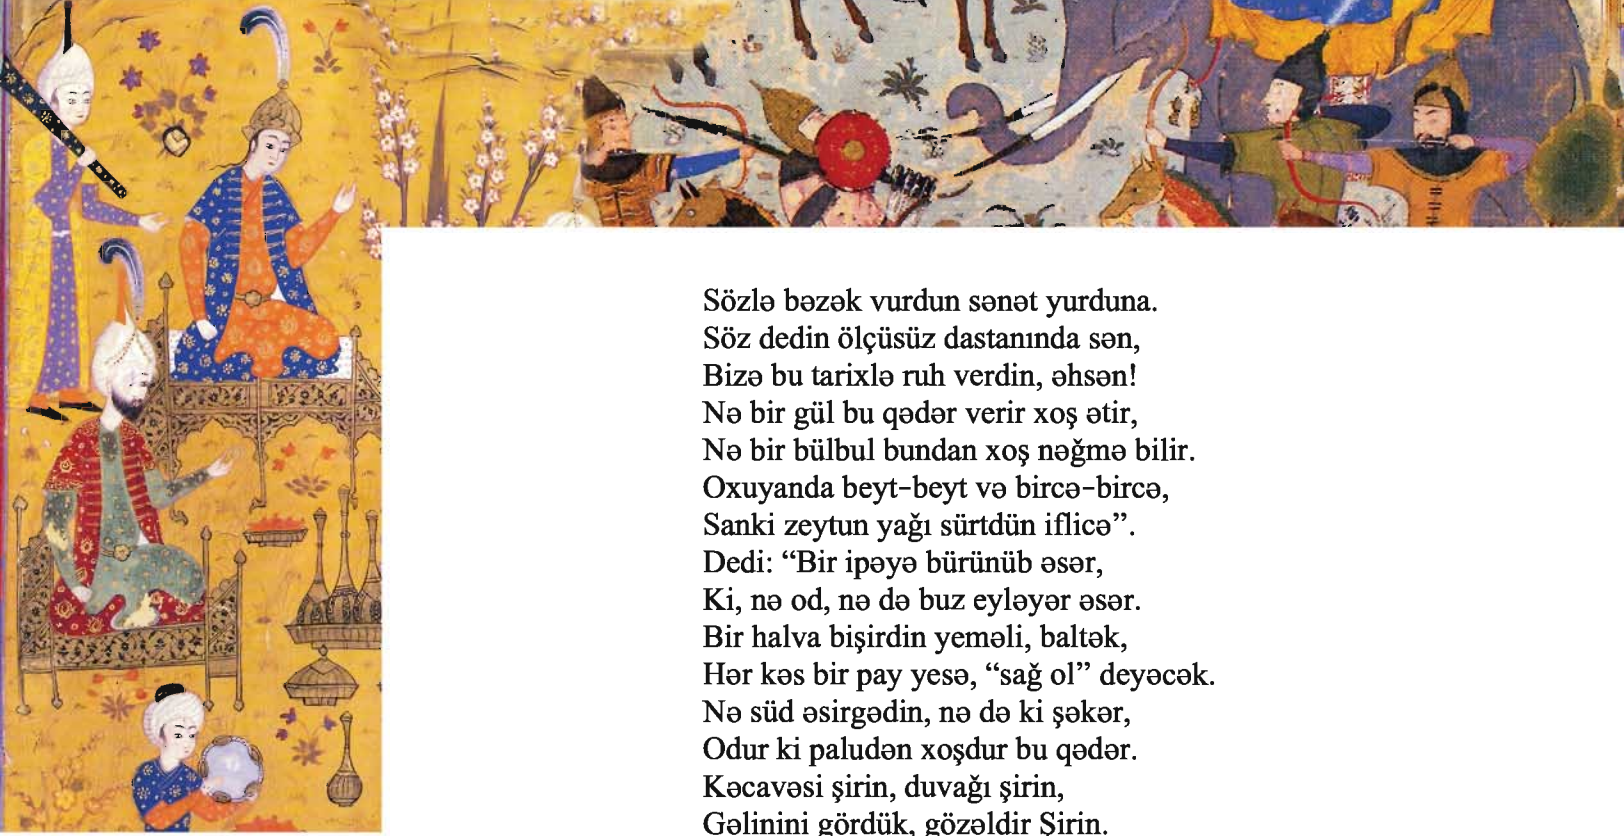 Sözlə bəzək vurdun sənət yurduna.
Söz dedin ölçüsüz dastanında sən,
Bizə bu tarixlə ruh verdin, əhsən!
Nə bir gül bu qədər verir xoş ətir,
Nə bir bülbul bundan xoş nəğmə bilir.
Oxuyanda beyt-beyt və bircə-bircə,
Sanki zeytun yağı sürtdün iflicə”.
Dedi: “Bir ipəyə bürünüb əsər,
Ki, nə od, nə də buz eyləyər əsər.
Bir halva bişirdin yeməli, baltək,
Hər kəs bir pay yesə, “sağ ol” deyəcək.
Nə süd əsirgədin, nə də ki şəkər,
Odur ki paludən xoşdur bu qədər.
Kəcavəsi şirin, duvağı şirin,
Gəlinini gördük, gözəldir Şirin.